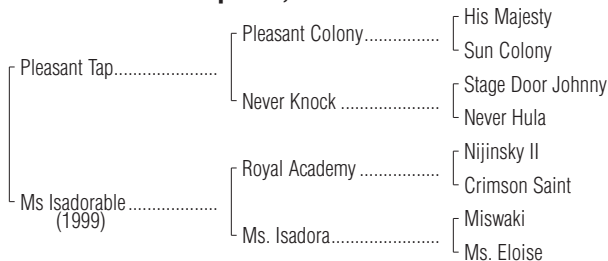 Pleasant Tap......................
Ms Isadorable...................
(1999)
Pleasant Colony................
Never Knock.....................
Royal Academy.................
Ms. Isadora.......................
His Majesty
Sun Colony
Stage Door Johnny
Never Hula
Nijinsky II
Crimson Saint
Miswaki
Ms. Eloise